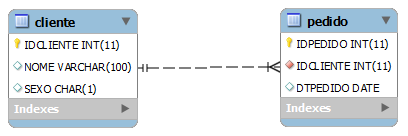 cliente
IDCLIENTE INT(11)
NOME VARCHAR(100)
SEXO CHAR(1)
Indexes
pedido
IDPEDIDO INT(11)
IDCLIENTE INT(11)
DTPEDIDO DATE
Indexes